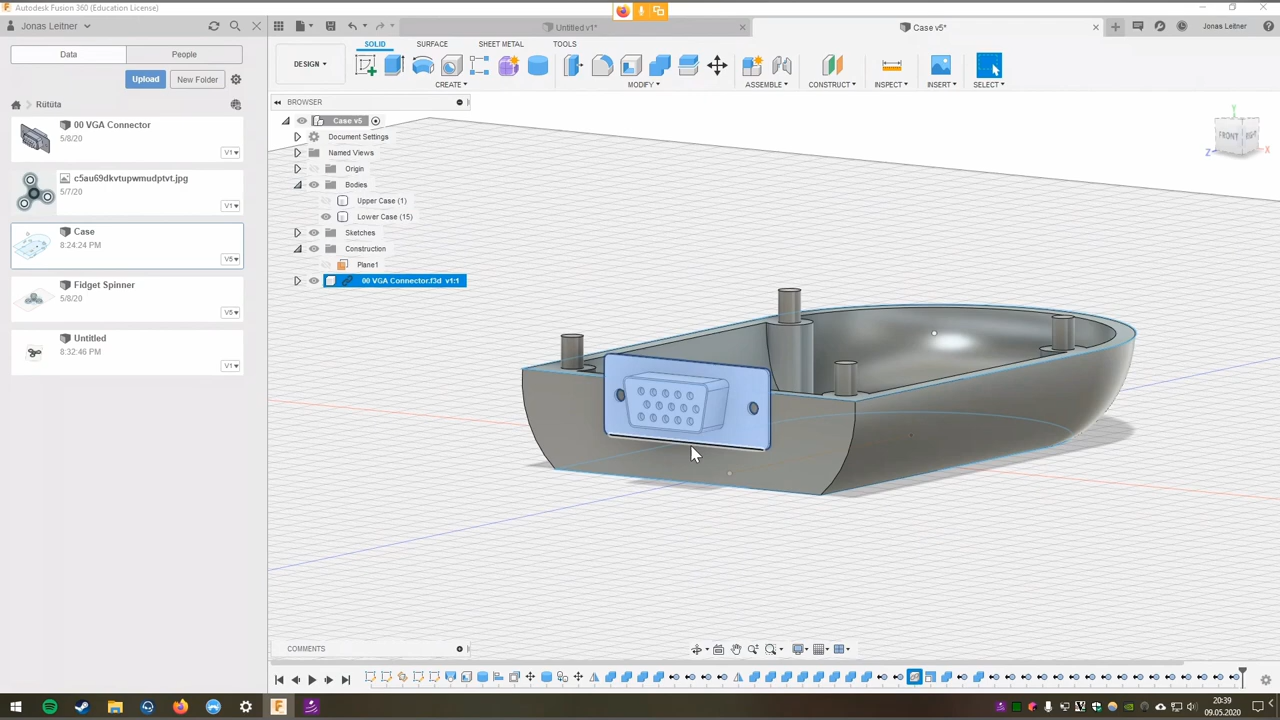 Autodesk Fusion 360 (Education License)
Jonas Leitner
Untitled v1*
Case v5*
Jonas Leitner
Data
People
DESIGN
SOLID
SURFACE
SHEET METAL
TOOLS
Upload
New Folder
CREATE
MODIFY
ASSEMBLE
CONSTRUCT
INSPECT
INSERT
SELECT
Rütúta
BROWSER
Case v5
Document Settings
Named Views
Origin
Bodies
Upper Case (1)
Lower Case (15)
Sketches
Construction
Plane1
00 VGA Connector.f3d v1:1
00 VGA Connector
5/8/20
V1
c5au69dkvtupwmudptvt.jpg
5/7/20
V1
Case
8:24:24 PM
V5
Fidget Spinner
5/8/20
V5
Untitled
8:32:46 PM
V1
FRONT
RIGHT
Y
Z
X
COMMENTS
20:39
09.05.2020